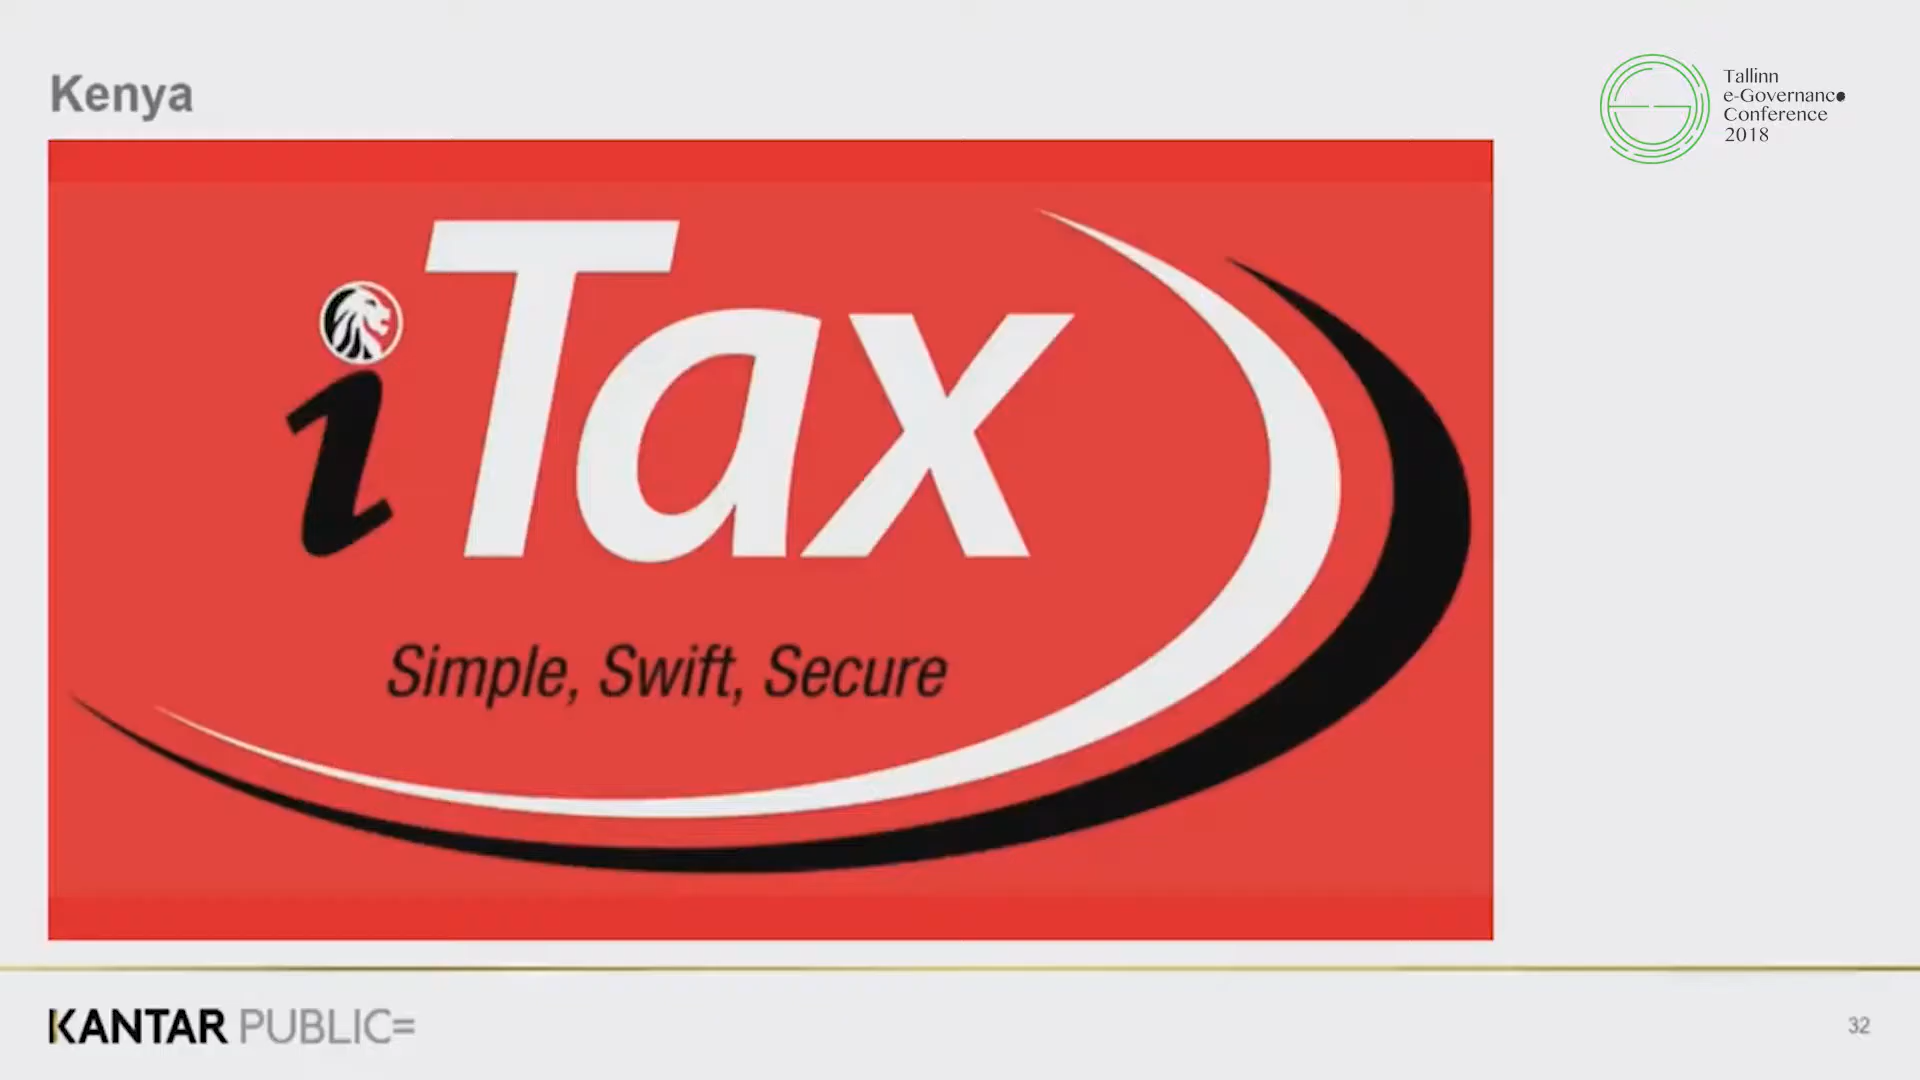 Kenya
Tallinn
e-Governance
Conference
2018
iTax
Simple, Swift, Secure
KANTAR PUBLIC=
32